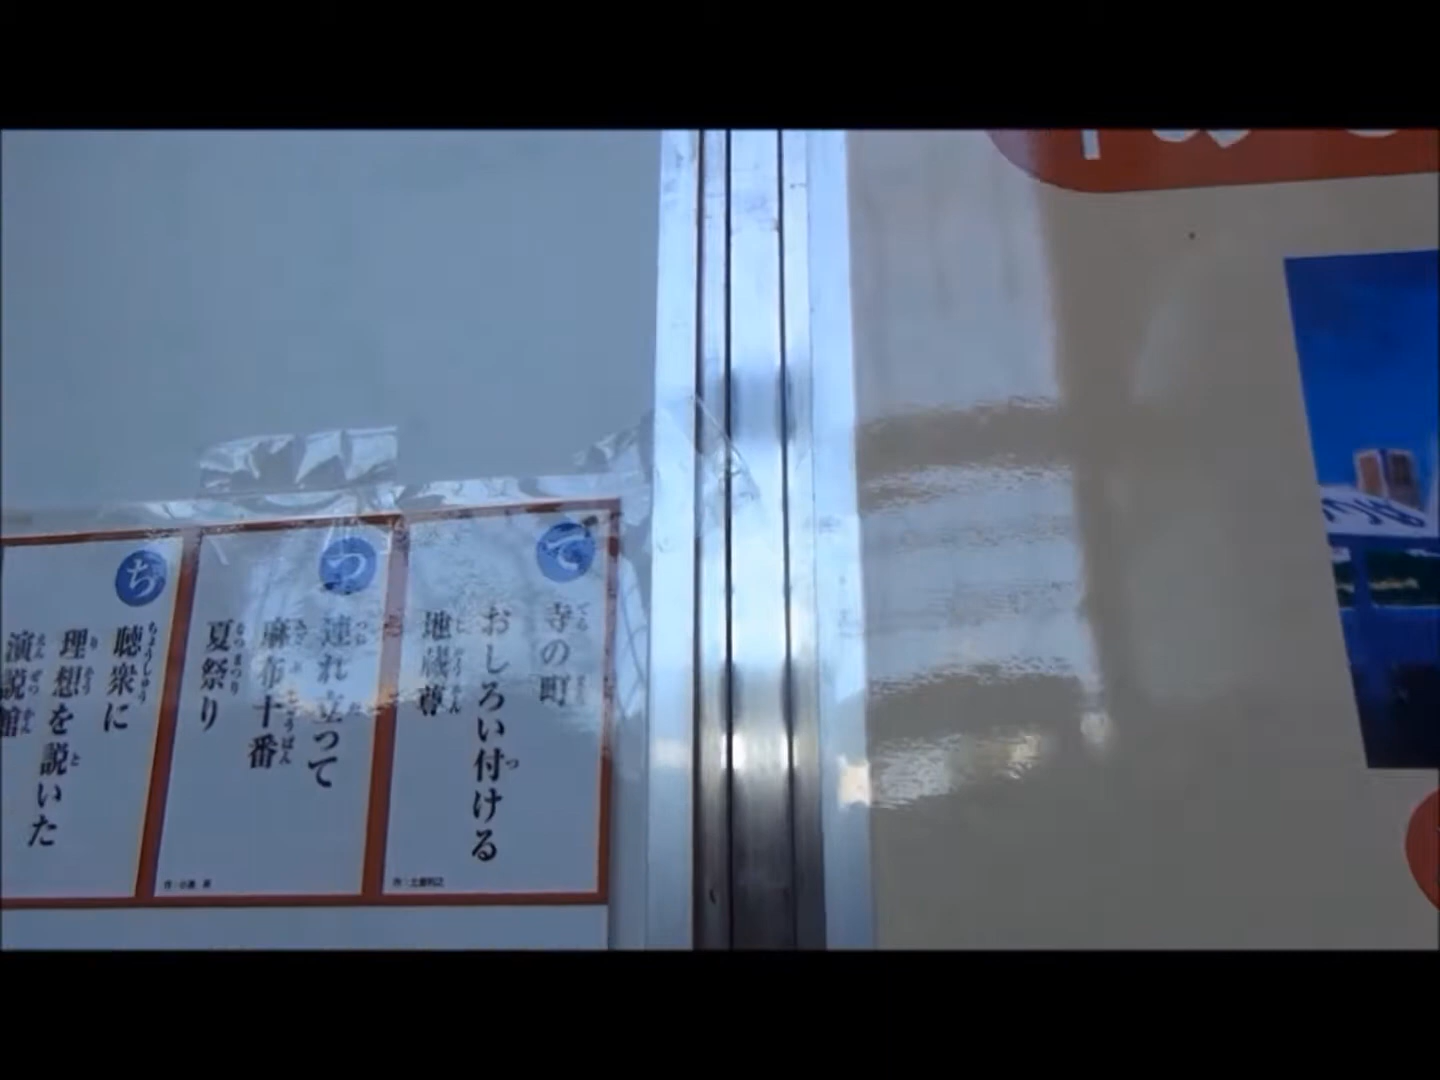 て
寺の町
おしろい付ける
地蔵尊
つ
連れ立って
麻布十番
夏祭り
ち
聴衆に
理想を説いた
演説館